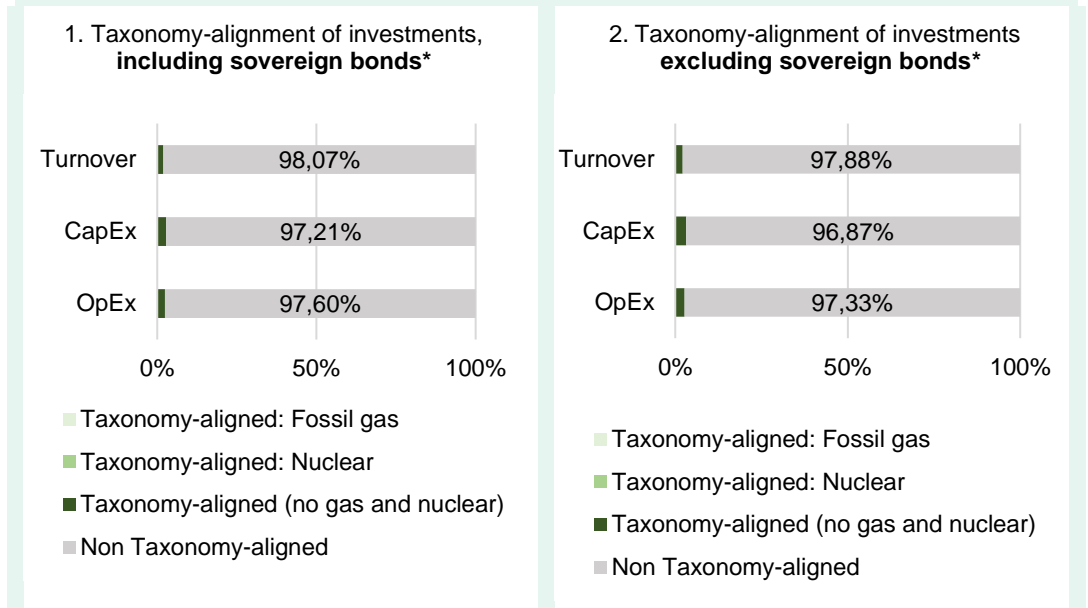 1. Taxonomy-alignment of investments,
including sovereign bonds*
Turnover
98,07%
CapEx
97,21%
OpEx
97,60%
0% 50% 100%
Taxonomy-aligned: Fossil gas
Taxonomy-aligned: Nuclear
Taxonomy-aligned (no gas and nuclear)
Non Taxonomy-aligned
2. Taxonomy-alignment of investments
excluding sovereign bonds*
Turnover
97,88%
CapEx
96,87%
OpEx
97,33%
0% 50% 100%
Taxonomy-aligned: Fossil gas
Taxonomy-aligned: Nuclear
Taxonomy-aligned (no gas and nuclear)
Non Taxonomy-aligned